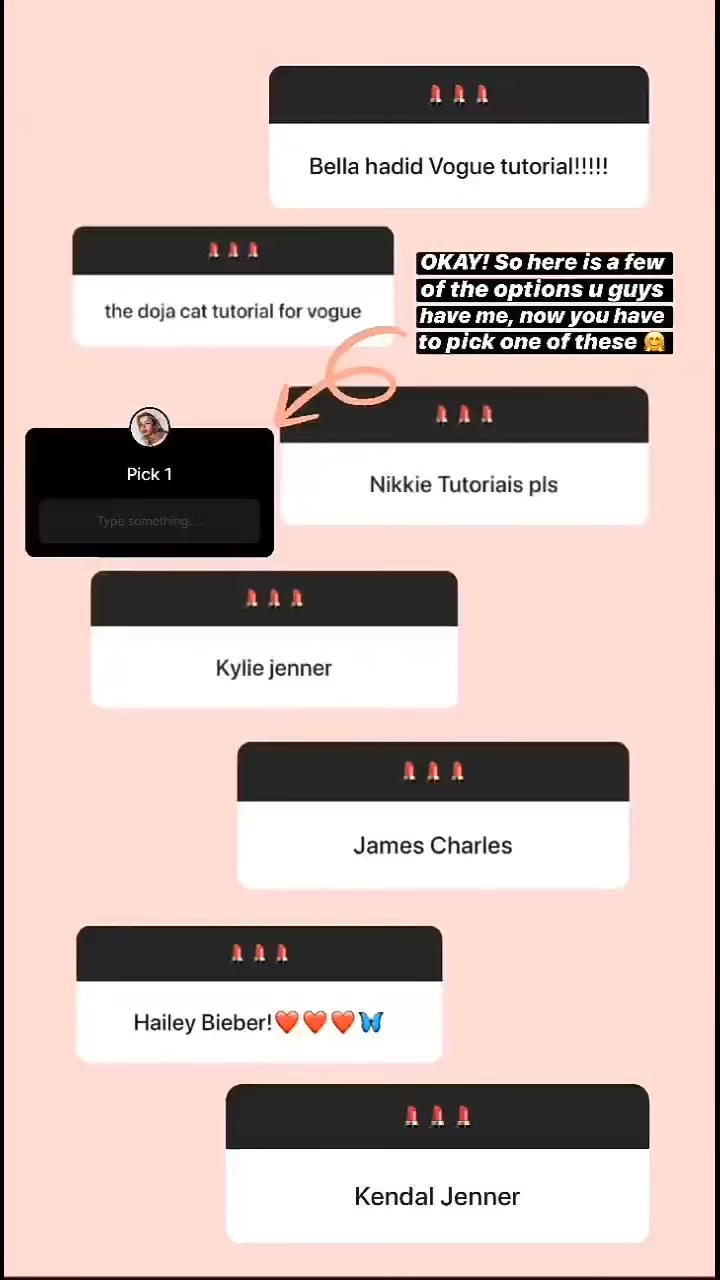 💄💄💄
Bella hadid Vogue tutorial!!!!!
💄💄💄
the doja cat tutorial for vogue
OKAY! So here is a few
of the options u guys
have me, now you have
to pick one of these 🤗
💄💄💄
Nikkie Tutoriais pls
Pick 1
Type something....
💄💄💄
Kylie jenner
💄💄💄
James Charles
💄💄💄
Hailey Bieber!❤️❤️❤️🦋
💄💄💄
Kendal Jenner